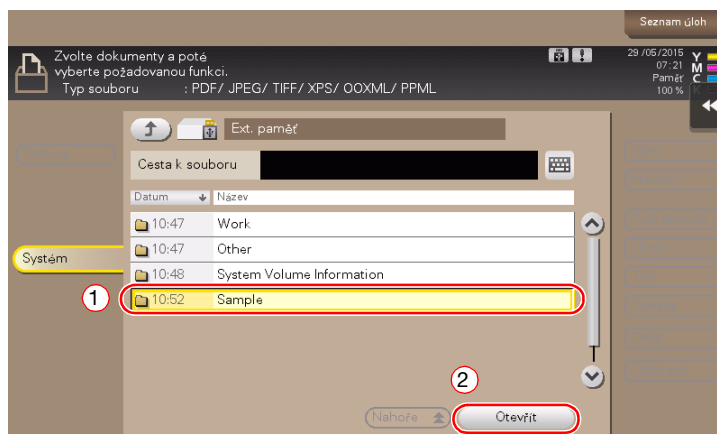 Seznam úloh
Zvolte dokumenty a poté
vyberte požadovanou funkci.
Typ souboru : PDF/ JPEG/ TIFF/ XPS/ OOXML/ PPML
29/05/2015
07:21
Paměť
100 %
Y
M
C
K
Ext. paměť
Cesta k souboru
Datum Název
10:47 Work
10:47 Other
Systém
10:48 System Volume Information
1
10:52 Sample
2
Nahoře
Otevřít